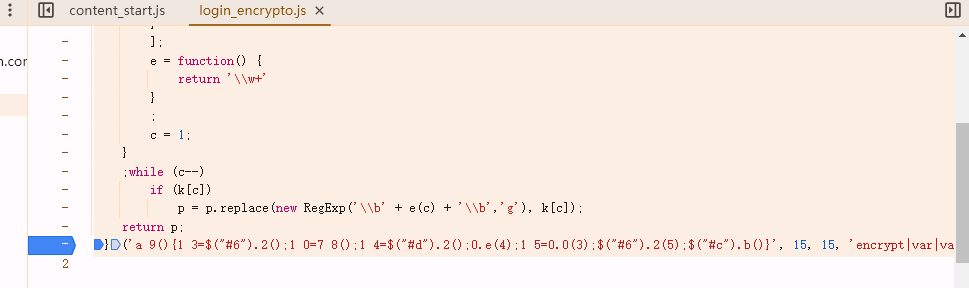 content_start.js login_encrypto.js ×
];
n.cor
e = function() {
return '\\w+'
}
;
c = 1;
}
;while (c--)
if (k[c])
p = p.replace(new RegExp('\\b' + e(c) + '\\b','g'), k[c]);
return p;
}('a 9(){1 3=$("#6").2();1 0=7 8();1 4=$("#d").2();0.e(4);1 5=0.0(3);$("#6").2(5);$("#c").b()}', 15, 15, 'encrypt|var|va
2